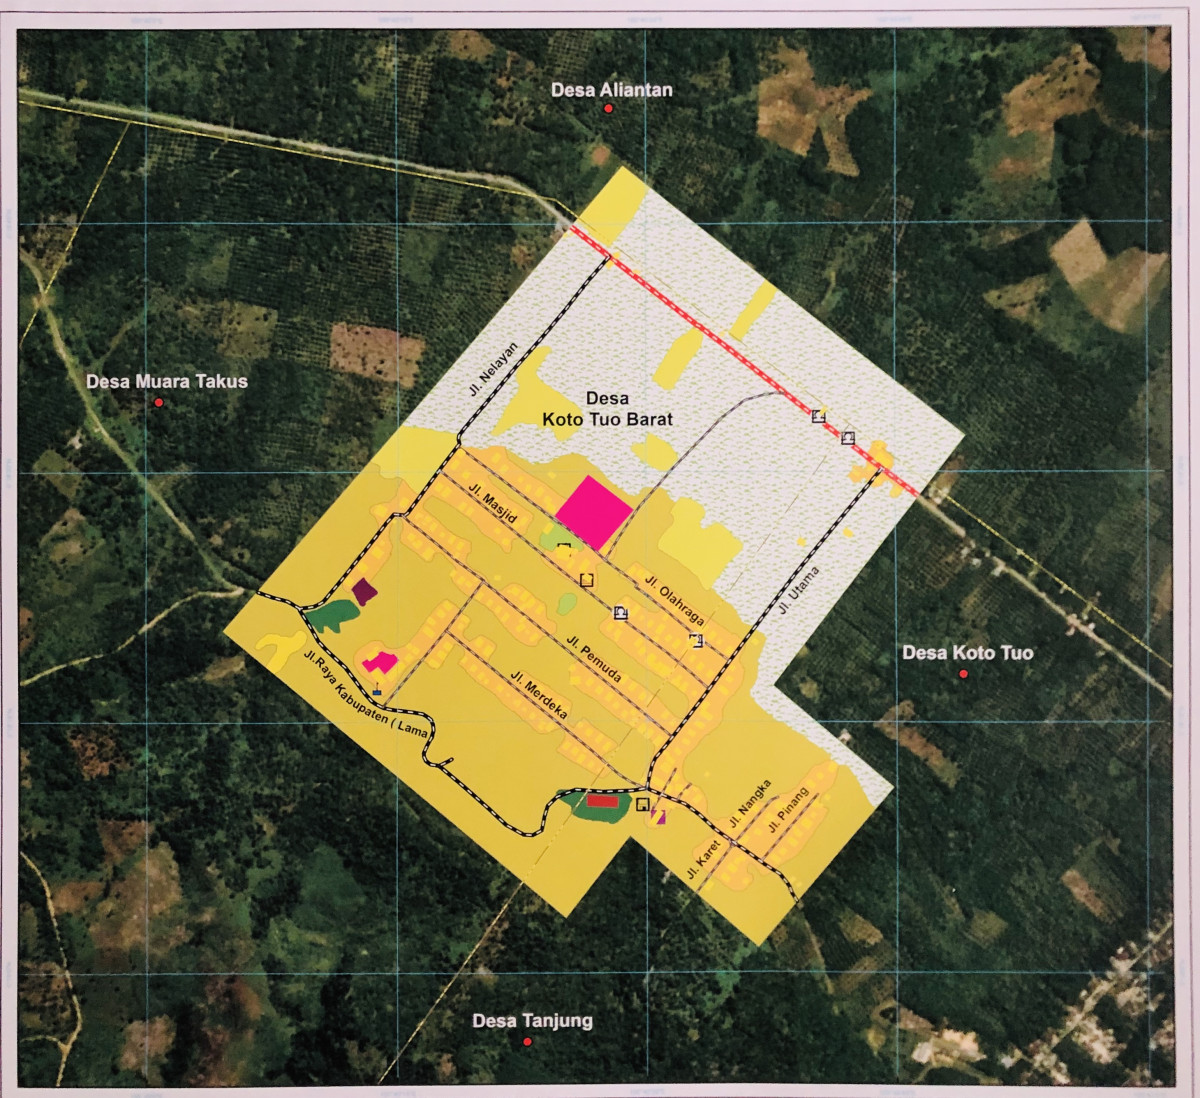 Desa Aliantan
Jl. Nelayan
Desa Muara Takus
Desa
Koto Tuo Barat
Jl. Masjid
Jl. Olahraga
Jl. Utama
Jl. Pemuda
Desa Koto Tuo
Jl. Merdeka
Jl.Raya Kabupaten ( Lama
Jl. Nangka
Jl. Pinang
Jl. Karet
Desa Tanjung